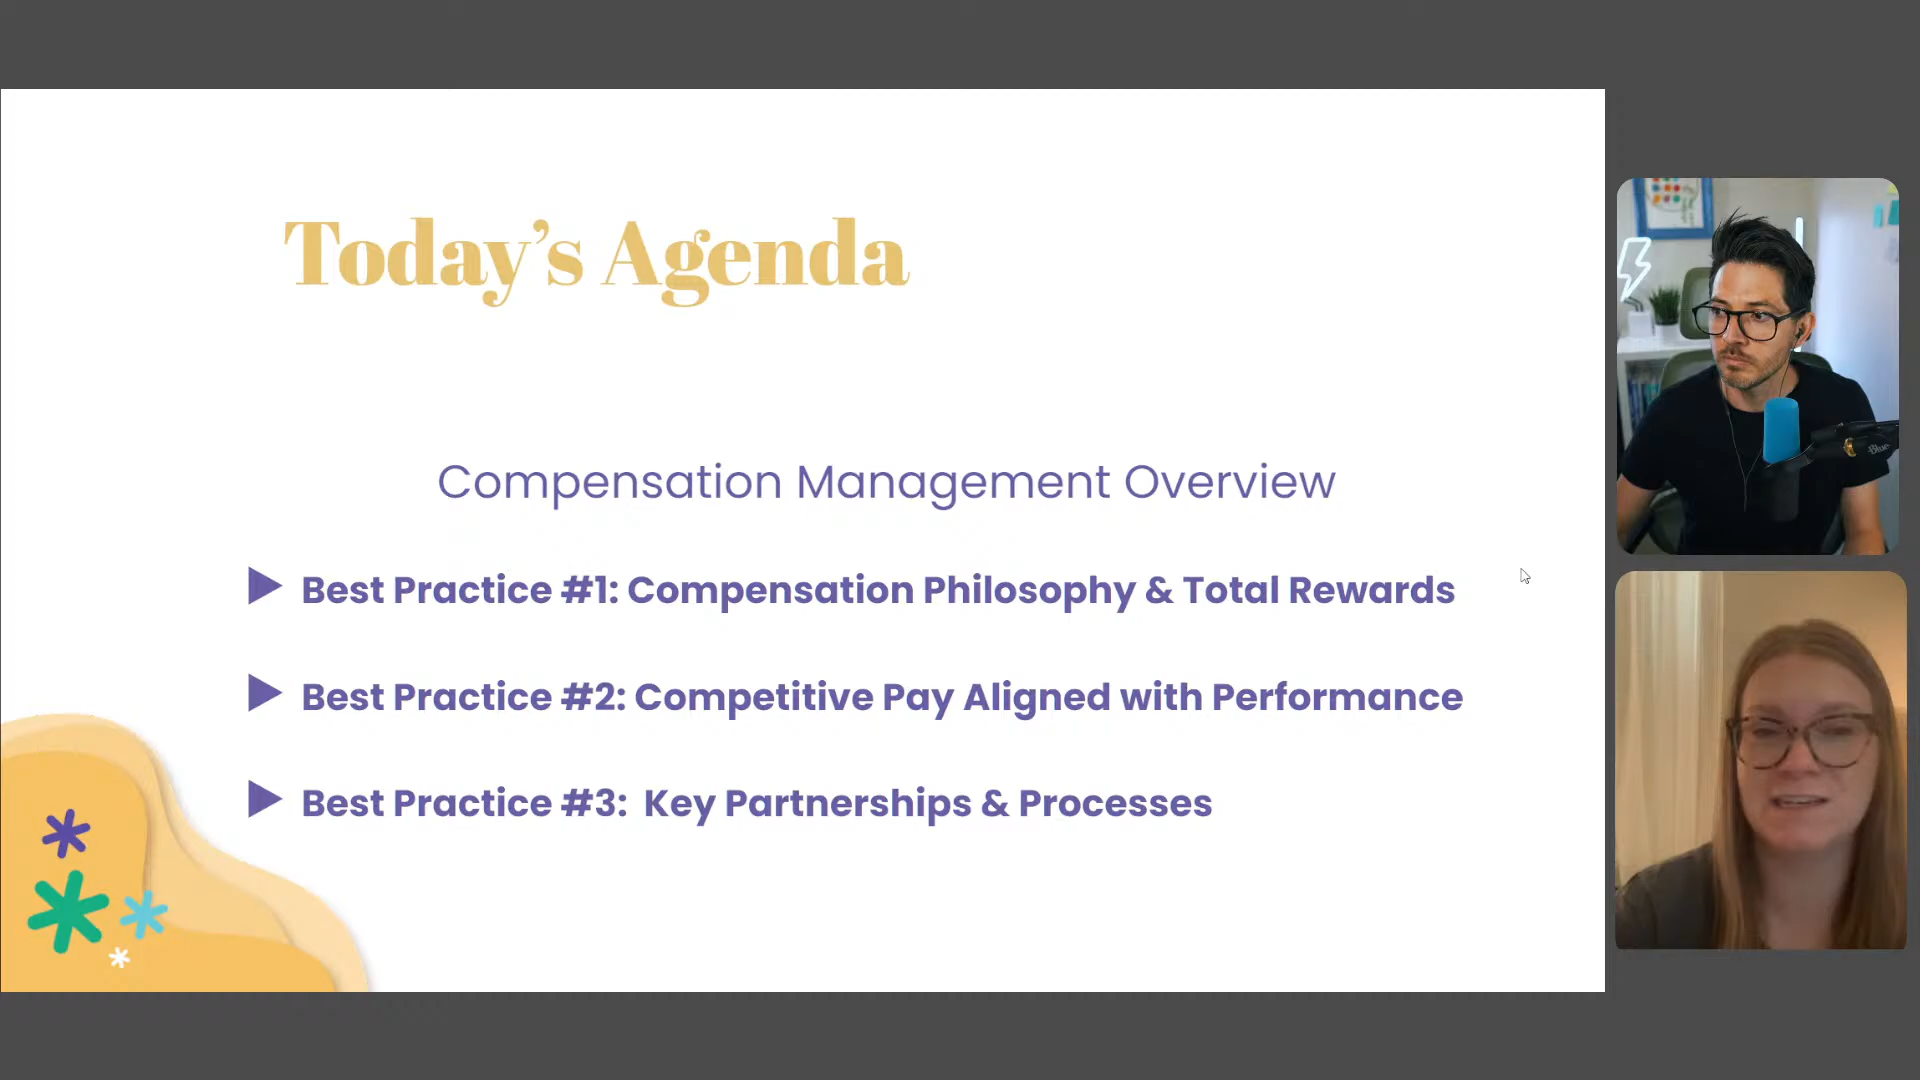 Today’s Agenda
Compensation Management Overview
Best Practice #1: Compensation Philosophy & Total Rewards
Best Practice #2: Competitive Pay Aligned with Performance
Best Practice #3: Key Partnerships & Processes
Blue